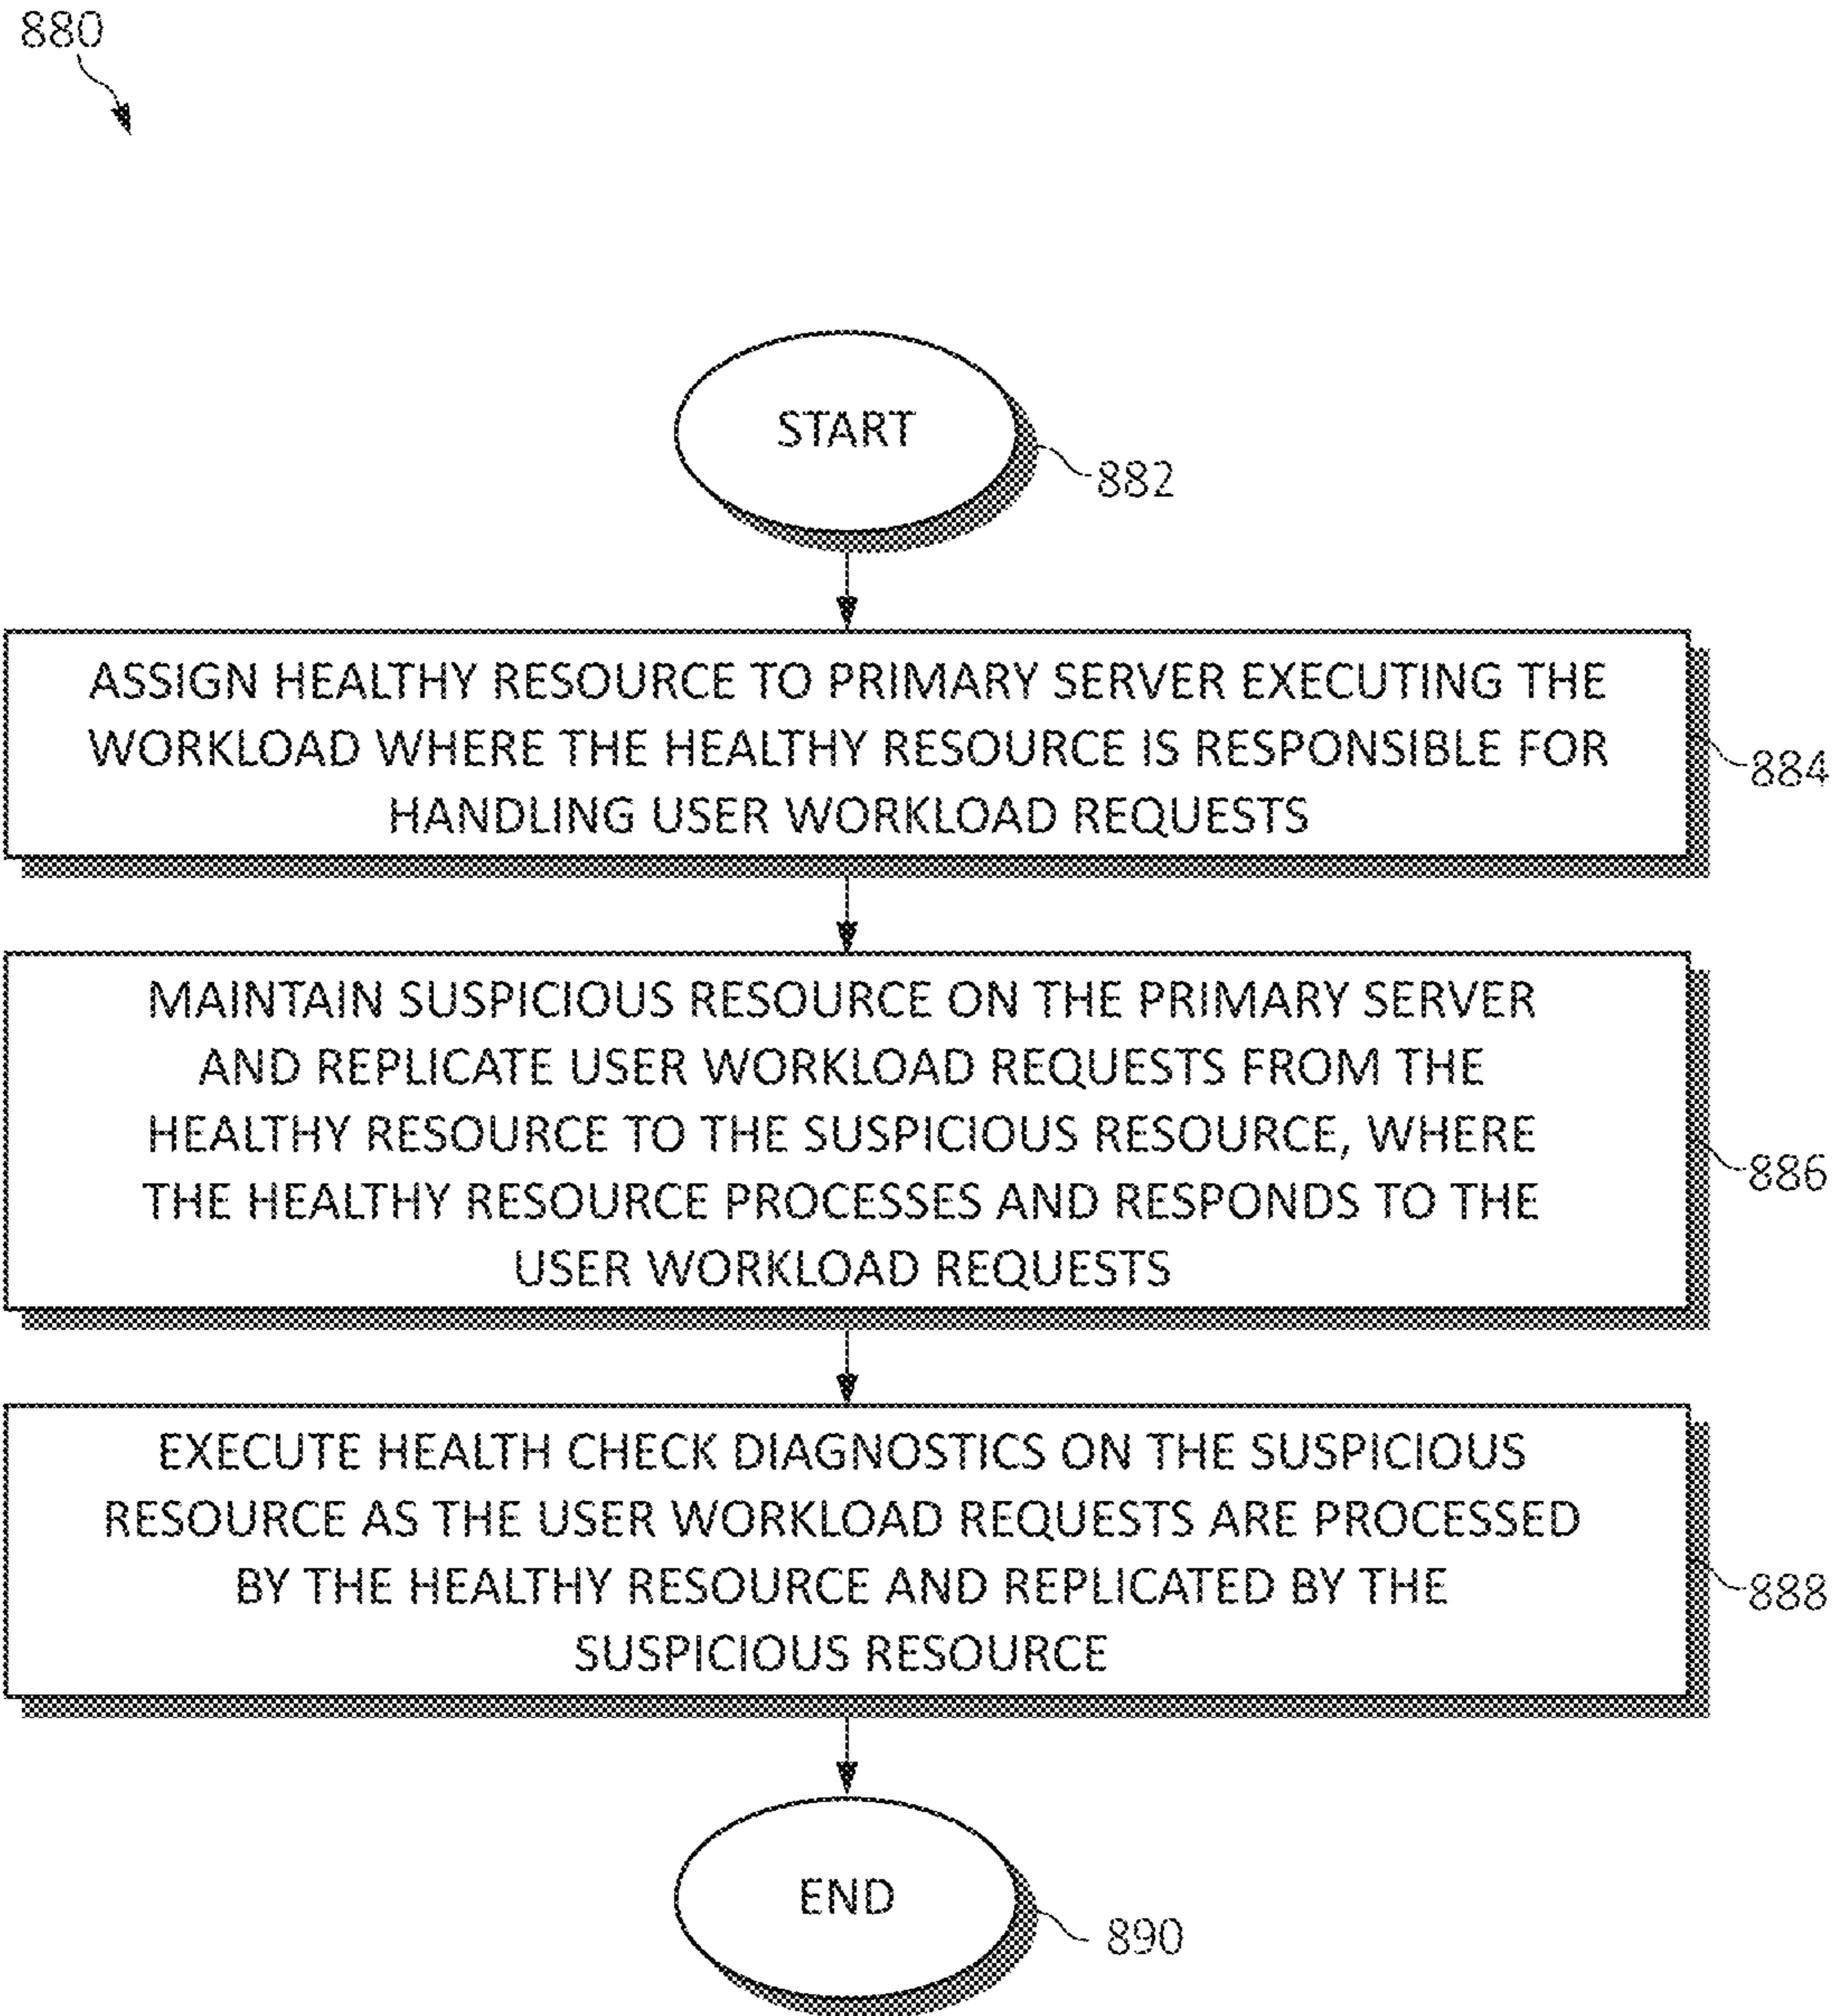 880
START
882
ASSIGN HEALTHY RESOURCE TO PRIMARY SERVER EXECUTING THE
WORKLOAD WHERE THE HEALTHY RESOURCE IS RESPONSIBLE FOR
HANDLING USER WORKLOAD REQUESTS
884
MAINTAIN SUSPICIOUS RESOURCE ON THE PRIMARY SERVER
AND REPLICATE USER WORKLOAD REQUESTS FROM THE
HEALTHY RESOURCE TO THE SUSPICIOUS RESOURCE, WHERE
THE HEALTHY RESOURCE PROCESSES AND RESPONDS TO THE
USER WORKLOAD REQUESTS
886
EXECUTE HEALTH CHECK DIAGNOSTICS ON THE SUSPICIOUS
RESOURCE AS THE USER WORKLOAD REQUESTS ARE PROCESSED
BY THE HEALTHY RESOURCE AND REPLICATED BY THE
SUSPICIOUS RESOURCE
888
END
890